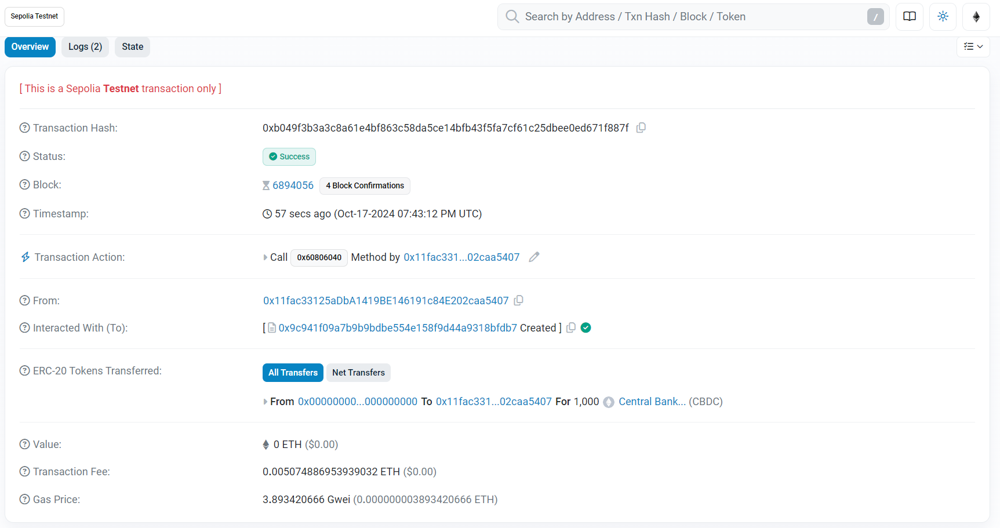 Sepolia Testnet
Search by Address / Txn Hash / Block / Token
/
Overview
Logs (2)
State
[ This is a Sepolia Testnet transaction only ]
Transaction Hash: 0xb049f3b3a3c8a61e4bf863c58da5ce14bfb43f5fa7cf61c25dbee0ed671f887f
Status: Success
Block: 6894056 4 Block Confirmations
Timestamp: 57 secs ago (Oct-17-2024 07:43:12 PM UTC)
Transaction Action: Call 0x60806040 Method by 0x11fac331...02caa5407
From: 0x11fac33125aDbA1419BE146191c84E202caa5407
Interacted With (To): [ 0x9c941f09a7b9b9bdbe554e158f9d44a9318bfdb7 Created ]
ERC-20 Tokens Transferred: All Transfers Net Transfers
From 0x00000000...000000000 To 0x11fac331...02caa5407 For 1,000 Central Bank... (CBDC)
Value: 0 ETH ($0.00)
Transaction Fee: 0.005074886953939032 ETH ($0.00)
Gas Price: 3.893420666 Gwei (0.000000003893420666 ETH)